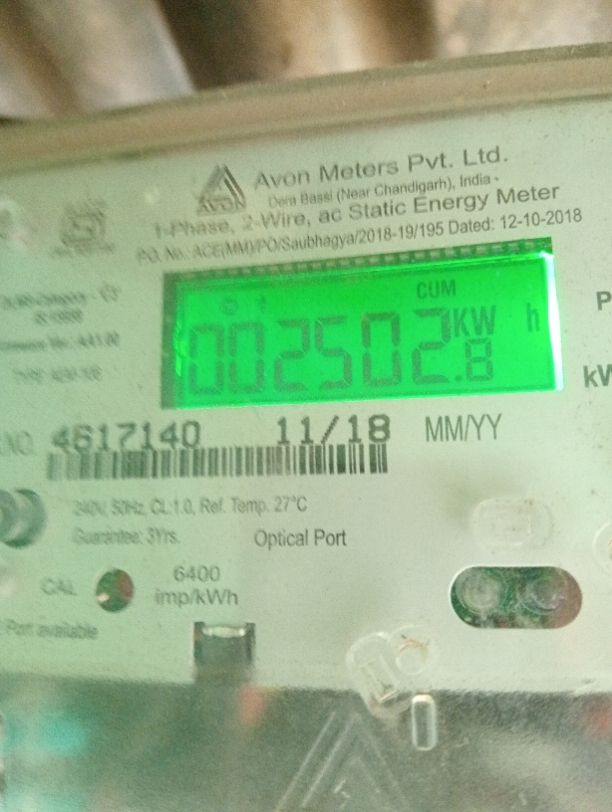 Avon Meters Pvt. Ltd.
AVON
Dera Bassi (Near Chandigarh), India -
1-Phase, 2-Wire, ac Static Energy Meter
P.O. No.: ACE(MM)/PO/Saubhagya/2018-19/195 Dated: 12-10-2018
CUM
002502.8 KW h
NO. 4617140 11/18 MM/YY
240V, 50Hz, CL:1.0, Ref. Temp. 27°C
Guarantee: 3Yrs. Optical Port
CAL 6400
imp/kWh
Port available